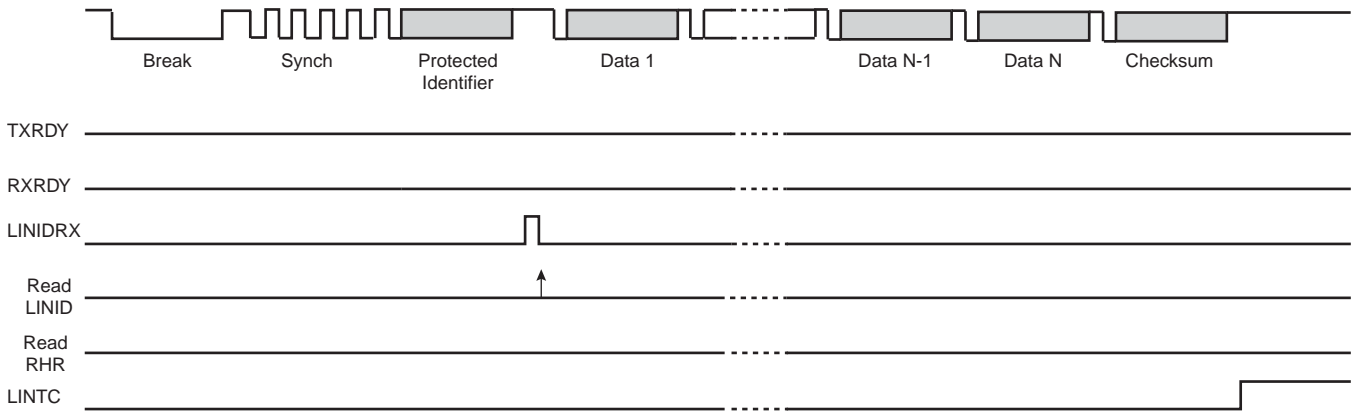 Break Synch Protected Identifier Data 1 Data N-1 Data N Checksum
TXRDY
RXRDY
LINIDRX
Read
LINID
Read
RHR
LINTC